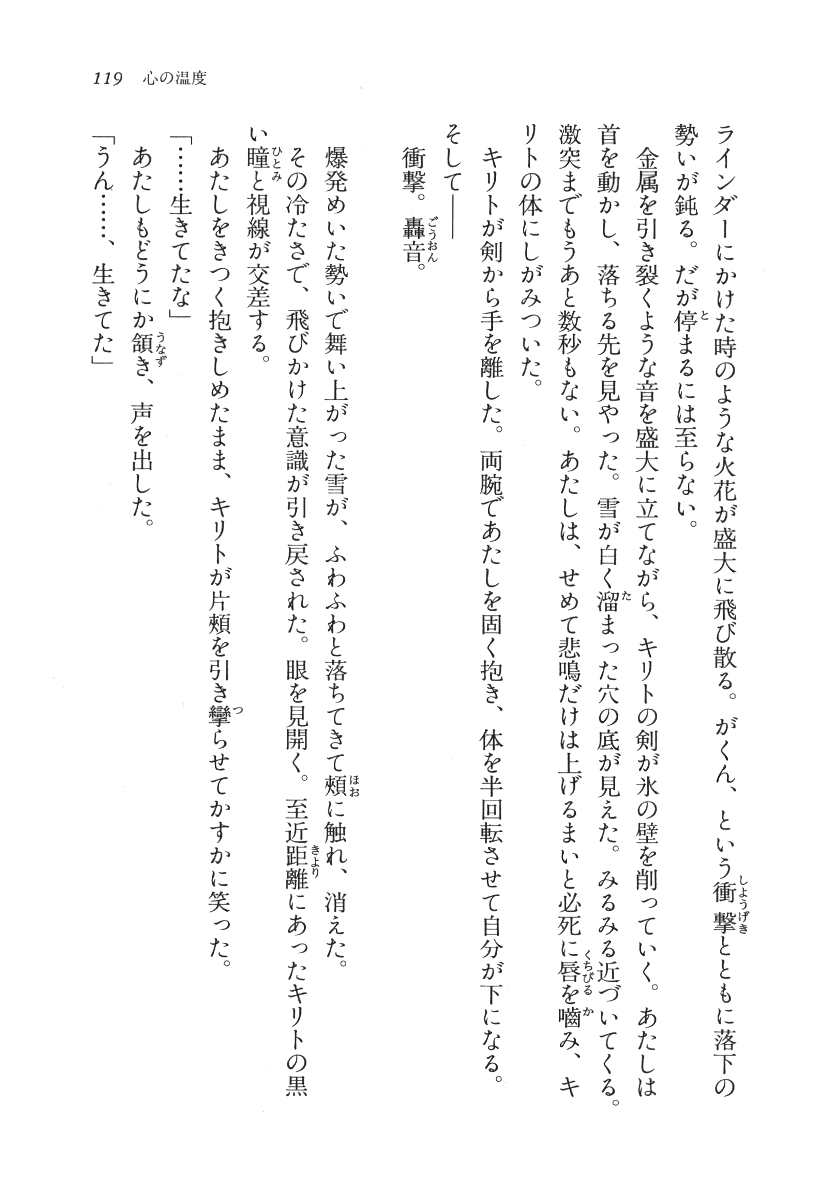 119 心の温度
ラインダーにかけた時のような火花が盛大に飛び散る。がくん、という衝撃とともに落下の
勢いが鈍る。だが停まるには至らない。
　金属を引き裂くような音を盛大に立てながら、キリトの剣が氷の壁を削っていく。あたしは
首を動かし、落ちる先を見やった。雪が白く溜まった穴の底が見えた。みるみる近づいてくる。
激突までもうあと数秒もない。あたしは、せめて悲鳴だけは上げるまいと必死に唇を嚙み、キ
リトの体にしがみついた。
　キリトが剣から手を離した。両腕であたしを固く抱き、体を半回転させて自分が下になる。
そして――
　衝撃。轟音。
　爆発めいた勢いで舞い上がった雪が、ふわふわと落ちてきて頰に触れ、消えた。
　その冷たさで、飛びかけた意識が引き戻された。眼を見開く。至近距離にあったキリトの黒
い瞳と視線が交差する。
　あたしをきつく抱きしめたまま、キリトが片頰を引き攣らせてかすかに笑った。
「……生きてたな」
　あたしもどうにか頷き、声を出した。
「うん……、生きてた」